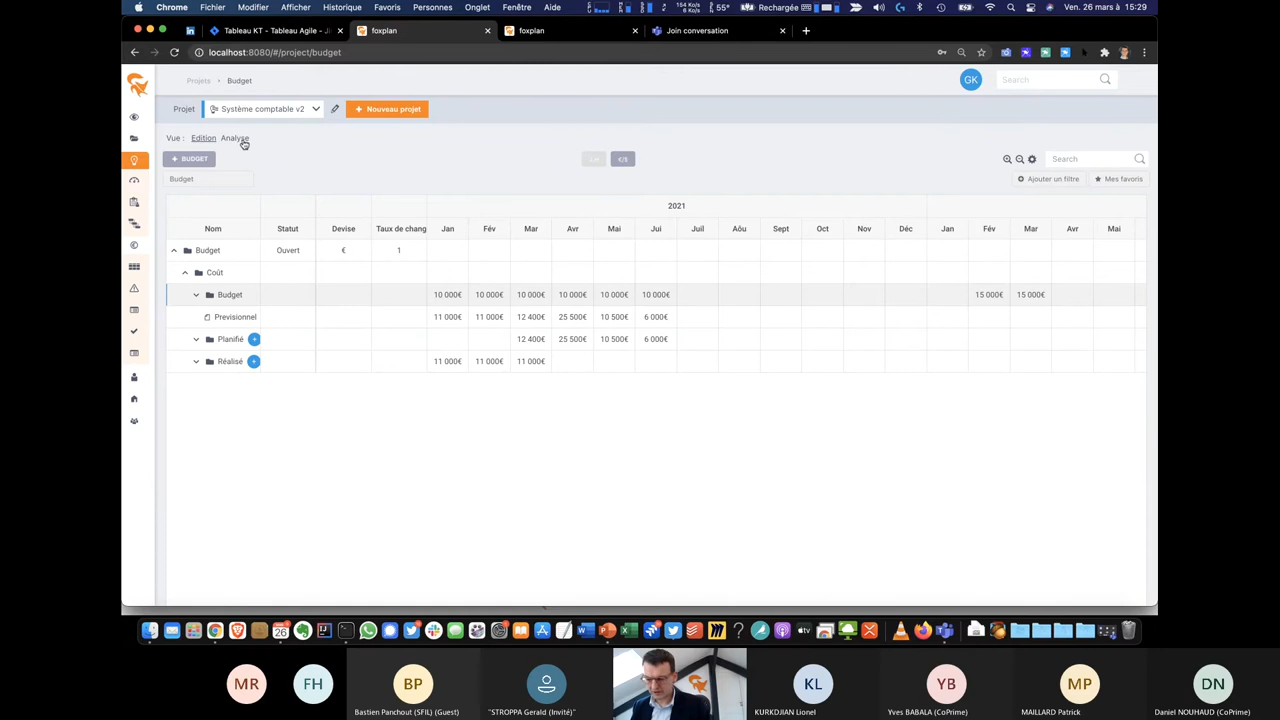 Chrome Fichier Modifier Afficher Historique Favoris Personnes Onglet Fenêtre Aide
Rechargée
Ven. 26 mars à 15:29
Tableau KT - Tableau Agile - Ji
foxplan
foxplan
Join conversation
localhost:8080/#/project/budget
Projets > Budget
GK
Search
Projet
Système comptable v2
+ Nouveau projet
Vue : Edition Analyse
+ BUDGET
J.H
€/$
Search
Budget
Ajouter un filtre
Mes favoris
2021
Nom Statut Devise Taux de chang Jan Fév Mar Avr Mai Jui Juil Aôu Sept Oct Nov Déc Jan Fév Mar Avr Mai
Budget Ouvert € 1
Coût
Budget 10 000€ 10 000€ 10 000€ 10 000€ 10 000€ 10 000€ 15 000€ 15 000€
Previsionnel 11 000€ 11 000€ 12 400€ 25 500€ 10 500€ 6 000€
Planifié + 12 400€ 25 500€ 10 500€ 6 000€
Réalisé + 11 000€ 11 000€ 11 000€
MR
FH
BP
Bastien Panchout (SFIL) (Guest)
"STROPPA Gerald (Invité)"
KL
KURKDJIAN Lionel
YB
Yves BABALA (CoPrime)
MP
MAILLARD Patrick
DN
Daniel NOUHAUD (CoPrime)